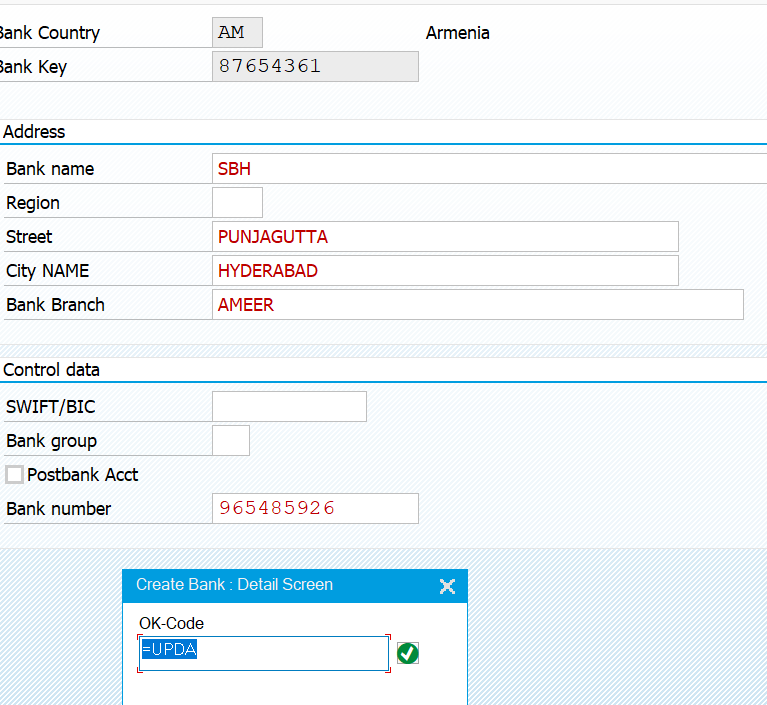 Bank Country AM Armenia
Bank Key 87654361
Address
Bank name SBH
Region
Street PUNJAGUTTA
City NAME HYDERABAD
Bank Branch AMEER
Control data
SWIFT/BIC
Bank group
Postbank Acct
Bank number 965485926
Create Bank : Detail Screen
OK-Code
=UPDA